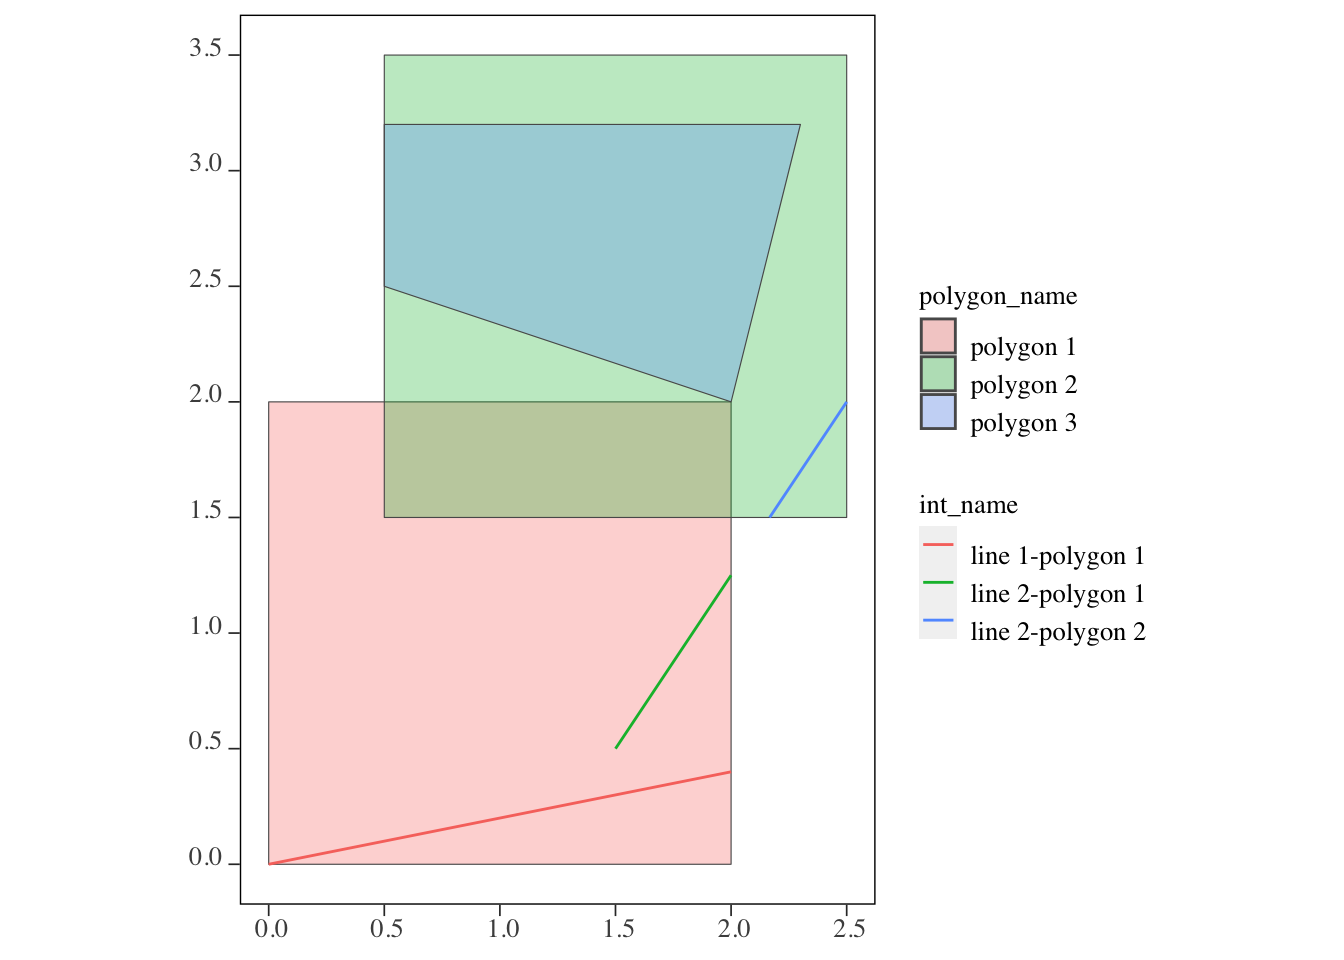 3.5
3.0
2.5
2.0
1.5
1.0
0.5
0.0
0.0 0.5 1.0 1.5 2.0 2.5
polygon_name
polygon 1
polygon 2
polygon 3
int_name
line 1-polygon 1
line 2-polygon 1
line 2-polygon 2